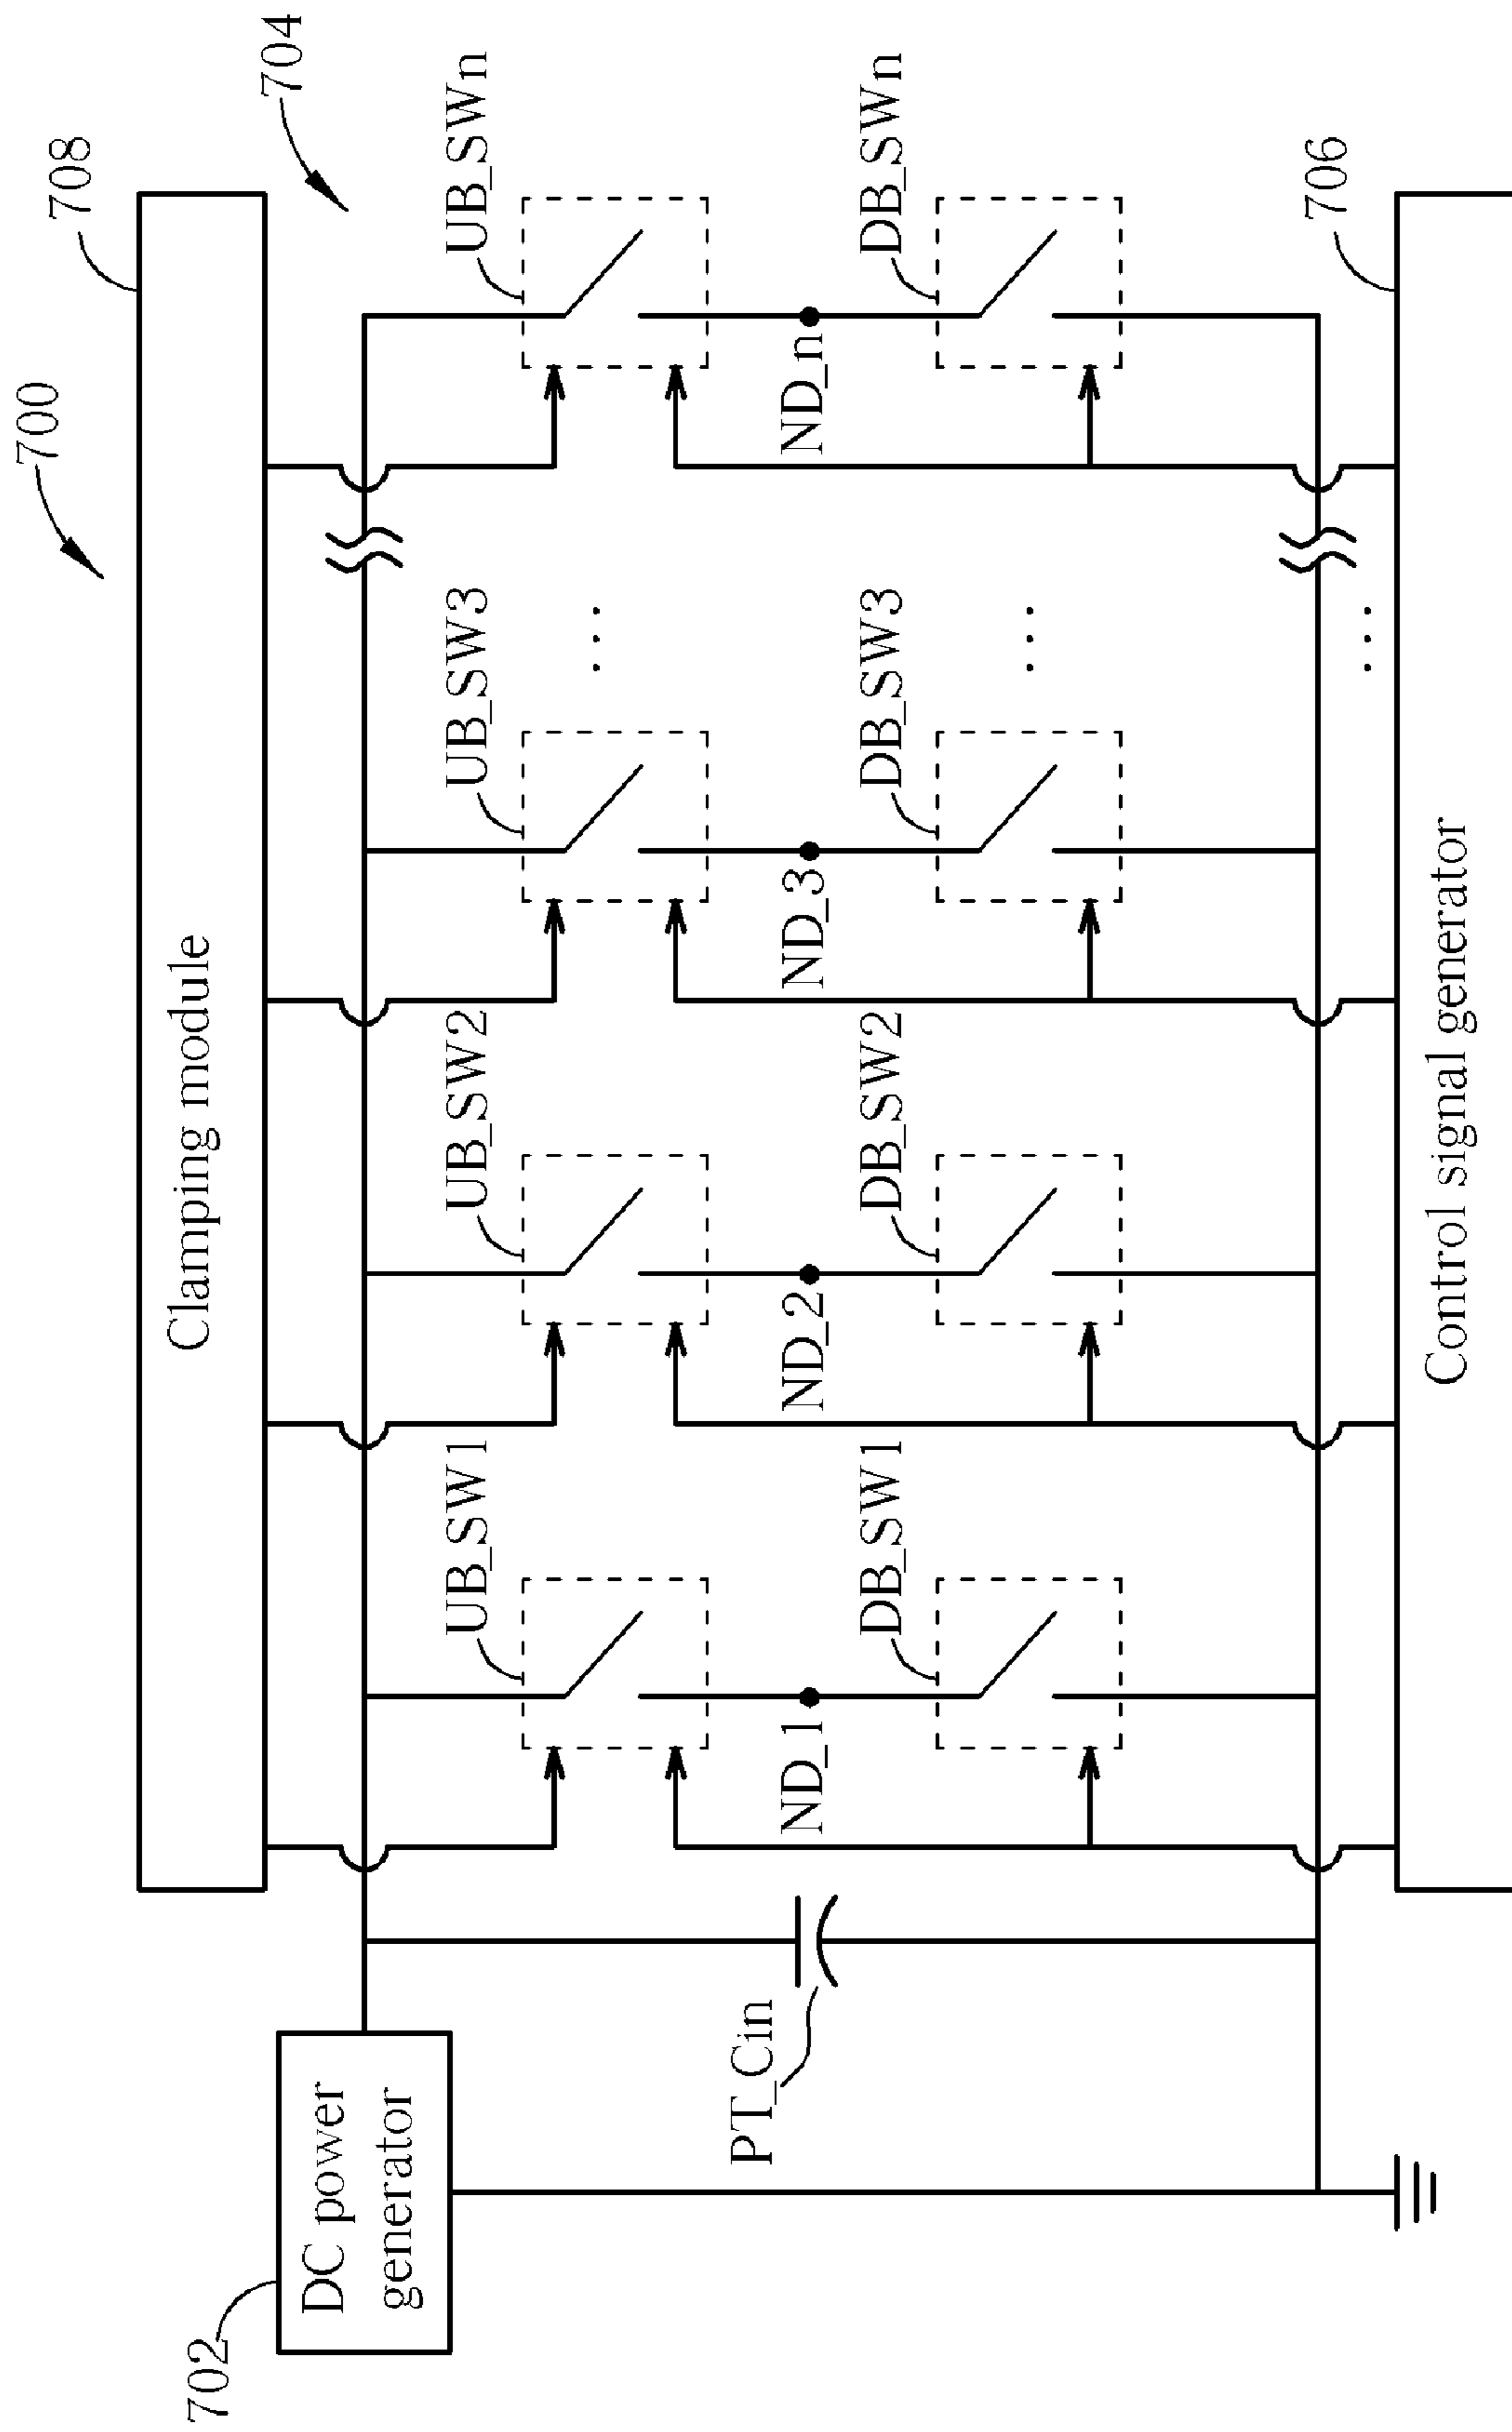 700
708
Clamping module
704
702
DC power
generator
UB_SW1
UB_SW2
UB_SW3
UB_SWn
...
PT_Cin
ND_1
ND_2
ND_3
ND_n
DB_SW1
DB_SW2
DB_SW3
DB_SWn
...
...
706
Control signal generator